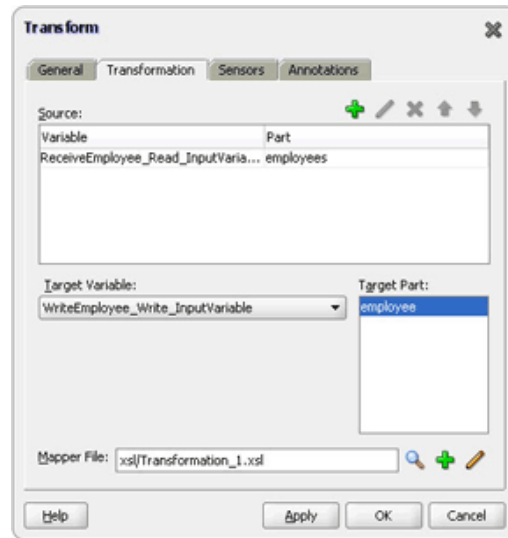 Transform
General Transformation Sensors Annotations
Source:
Variable Part
ReceiveEmployee_Read_InputVaria... employees
Target Variable: Target Part:
WriteEmployee_Write_InputVariable employee
Mapper File: xsl/Transformation_1.xsl
Help Apply OK Cancel